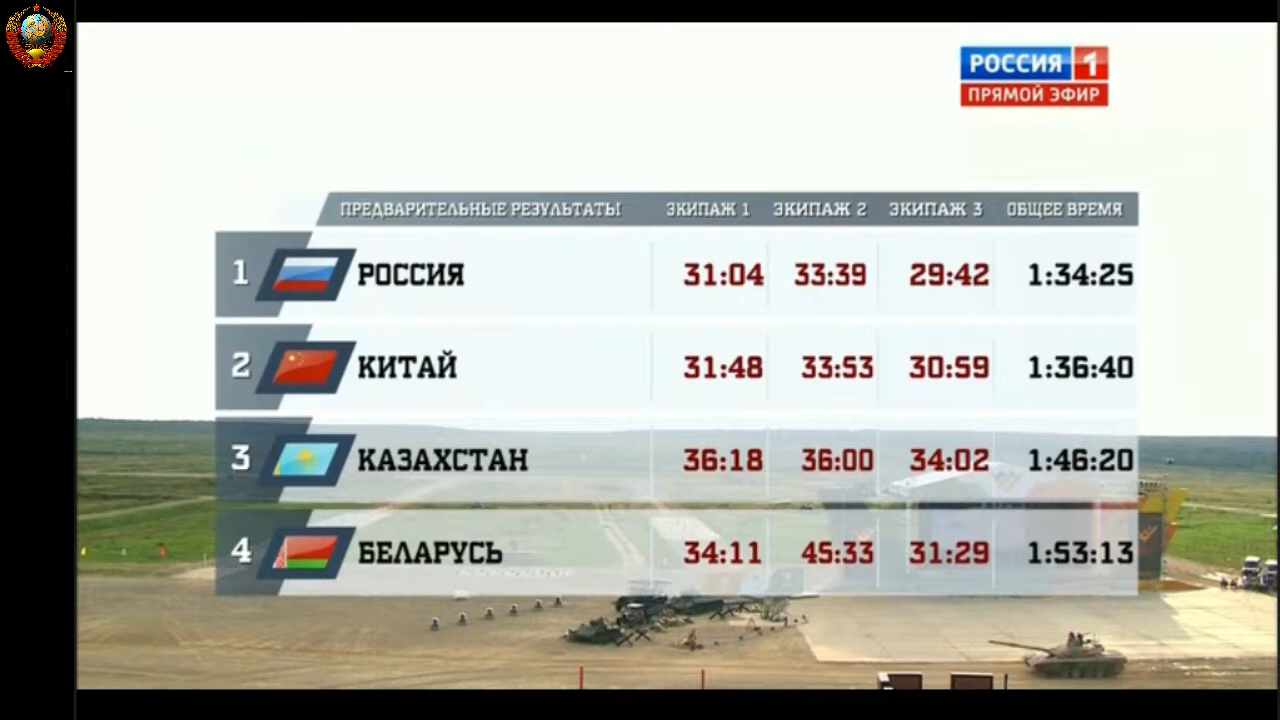 РОССИЯ 1
ПРЯМОЙ ЭФИР
ПРЕДВАРИТЕЛЬНЫЕ РЕЗУЛЬТАТЫ ЭКИПАЖ 1 ЭКИПАЖ 2 ЭКИПАЖ 3 ОБЩЕЕ ВРЕМЯ
1 РОССИЯ 31:04 33:39 29:42 1:34:25
2 КИТАЙ 31:48 33:53 30:59 1:36:40
3 КАЗАХСТАН 36:18 36:00 34:02 1:46:20
4 БЕЛАРУСЬ 34:11 45:33 31:29 1:53:13